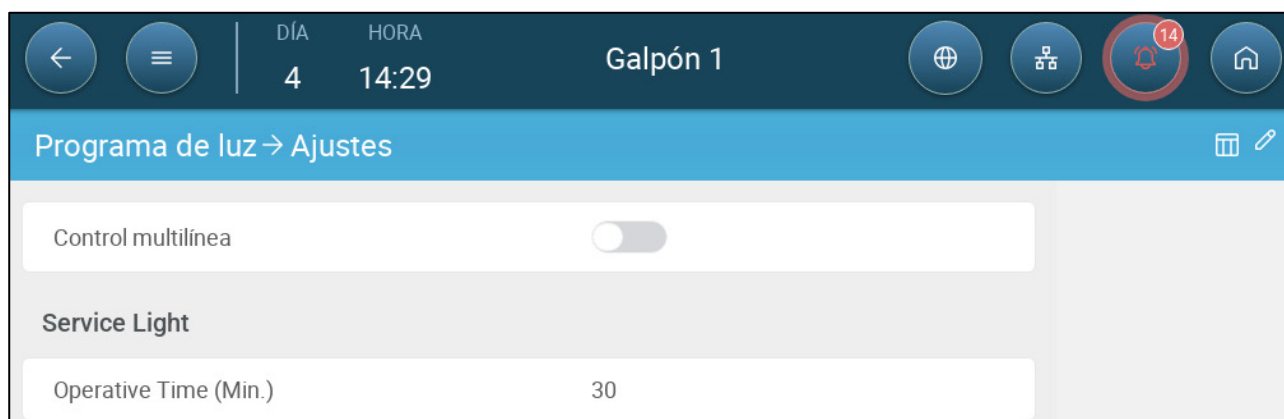 DÍA HORA
4 14:29
Galpón 1
14
Programa de luz → Ajustes
Control multilínea
Service Light
Operative Time (Min.) 30